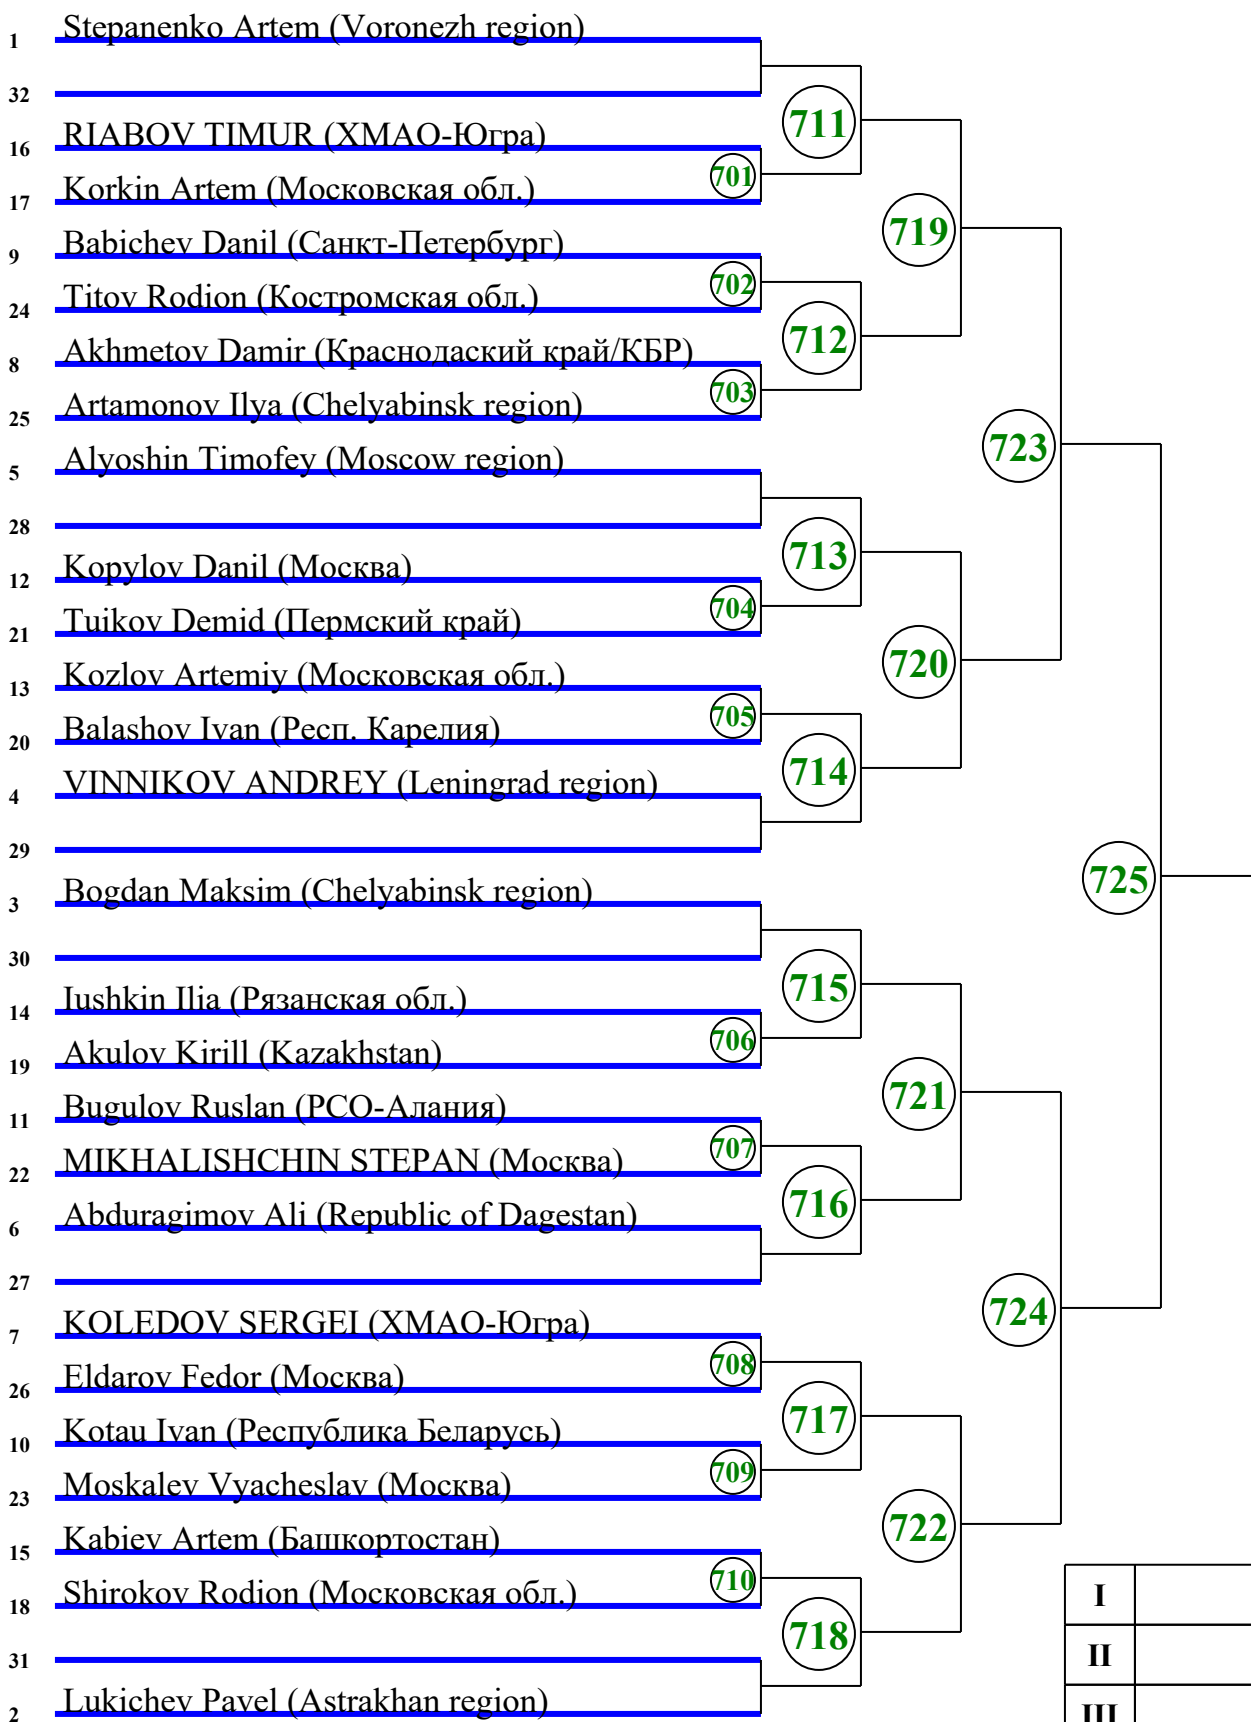 1 Stepanenko Artem (Voronezh region)
32
711
16 RIABOV TIMUR (ХМАО-Югра)
701
17 Korkin Artem (Московская обл.)
719
9 Babichev Danil (Санкт-Петербург)
702
24 Titov Rodion (Костромская обл.)
712
8 Akhmetov Damir (Краснодаский край/КБР)
703
25 Artamonov Ilya (Chelyabinsk region)
723
5 Alyoshin Timofey (Moscow region)
28
713
12 Kopylov Danil (Москва)
704
21 Tuikov Demid (Пермский край)
720
13 Kozlov Artemiy (Московская обл.)
705
20 Balashov Ivan (Респ. Карелия)
714
4 VINNIKOV ANDREY (Leningrad region)
29
725
3 Bogdan Maksim (Chelyabinsk region)
30
715
14 Iushkin Ilia (Рязанская обл.)
706
19 Akulov Kirill (Kazakhstan)
721
11 Bugulov Ruslan (РСО-Алания)
707
22 MIKHALISHCHIN STEPAN (Москва)
716
6 Abduragimov Ali (Republic of Dagestan)
27
724
7 KOLEDOV SERGEI (ХМАО-Югра)
708
26 Eldarov Fedor (Москва)
717
10 Kotau Ivan (Республика Беларусь)
709
23 Moskalev Vyacheslav (Москва)
722
15 Kabiev Artem (Башкортостан)
710
18 Shirokov Rodion (Московская обл.)
I
718
31
II
2 Lukichev Pavel (Astrakhan region)
III